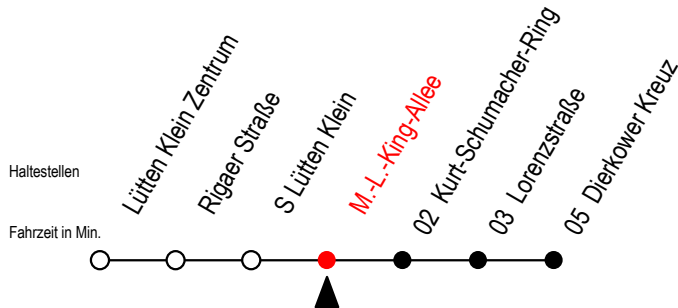 Haltestellen
Lütten Klein Zentrum
Rigaer Straße
S Lütten Klein
M.-L.-King-Allee
02 Kurt-Schumacher-Ring
03 Lorenzstraße
05 Dierkower Kreuz
Fahrzeit in Min.